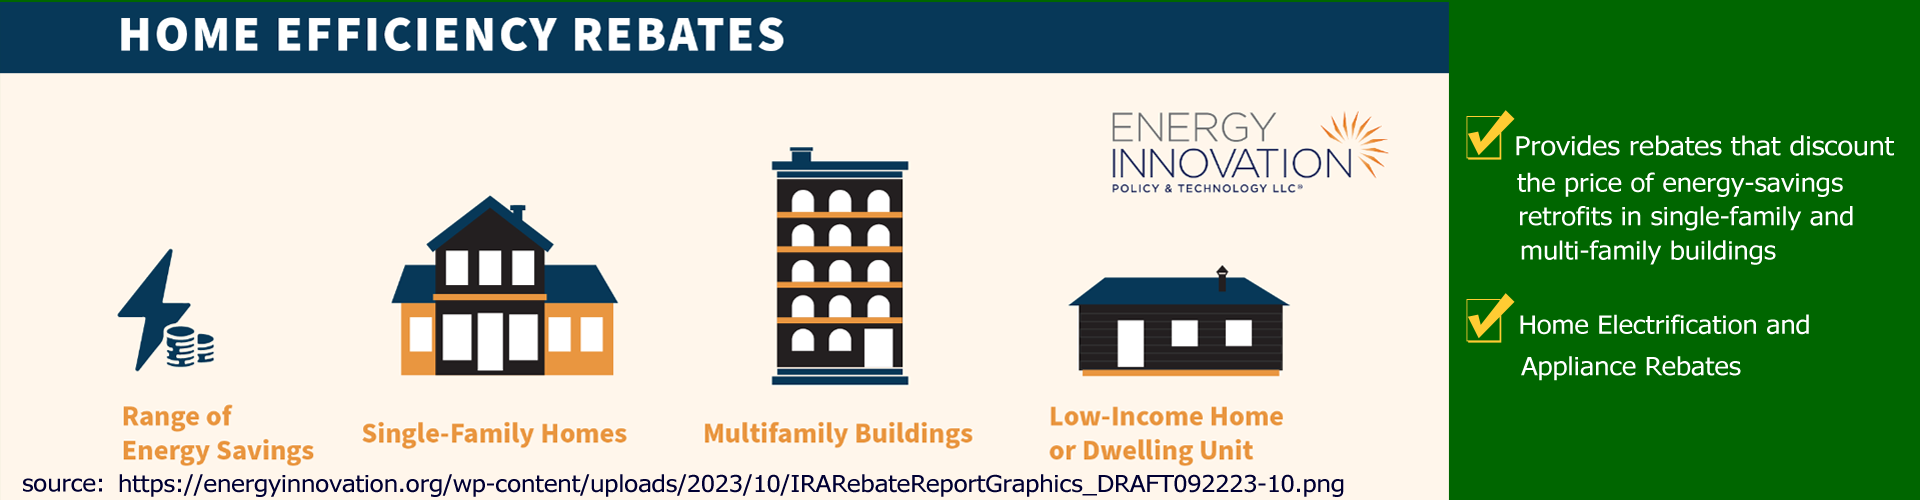 HOME EFFICIENCY REBATES
ENERGY
INNOVATION
POLICY & TECHNOLOGY LLC®
Range of
Energy Savings
Single-Family Homes
Multifamily Buildings
Low-Income Home
or Dwelling Unit
source: https://energyinnovation.org/wp-content/uploads/2023/10/IRARebateReportGraphics_DRAFT092223-10.png
Provides rebates that discount
the price of energy-savings
retrofits in single-family and
multi-family buildings
Home Electrification and
Appliance Rebates